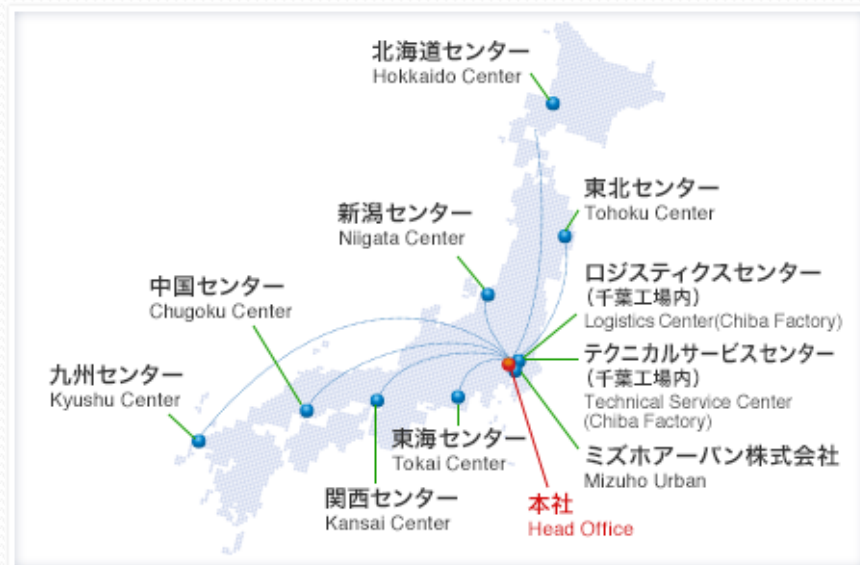 北海道センター
Hokkaido Center
東北センター
Tohoku Center
新潟センター
Niigata Center
ロジスティクスセンター
（千葉工場内）
Logistics Center(Chiba Factory)
中国センター
Chugoku Center
テクニカルサービスセンター
（千葉工場内）
Technical Service Center
(Chiba Factory)
九州センター
Kyushu Center
東海センター
Tokai Center
ミズホアーバン株式会社
Mizuho Urban
関西センター
Kansai Center
本社
Head Office